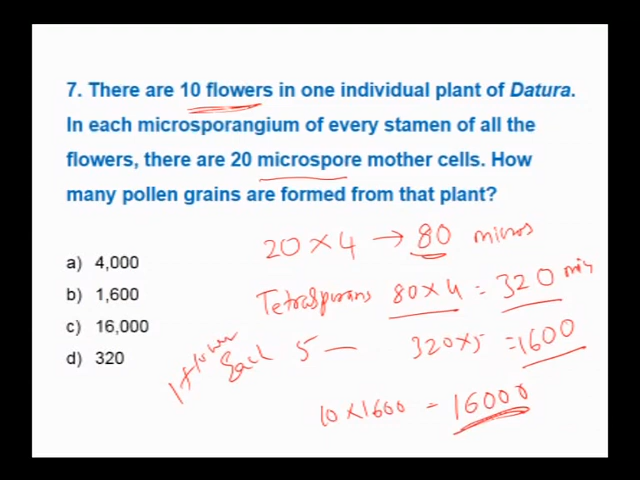 7. There are 10 flowers in one individual plant of Datura.
In each microsporangium of every stamen of all the
flowers, there are 20 microspore mother cells. How
many pollen grains are formed from that plant?
20 × 4 → 80 micros
a) 4,000
Tetrasporans 80 × 4 = 320 mis
b) 1,600
c) 16,000
1 flower Each 5 — 320 × 5 = 1600
d) 320
10 × 1600 = 16000